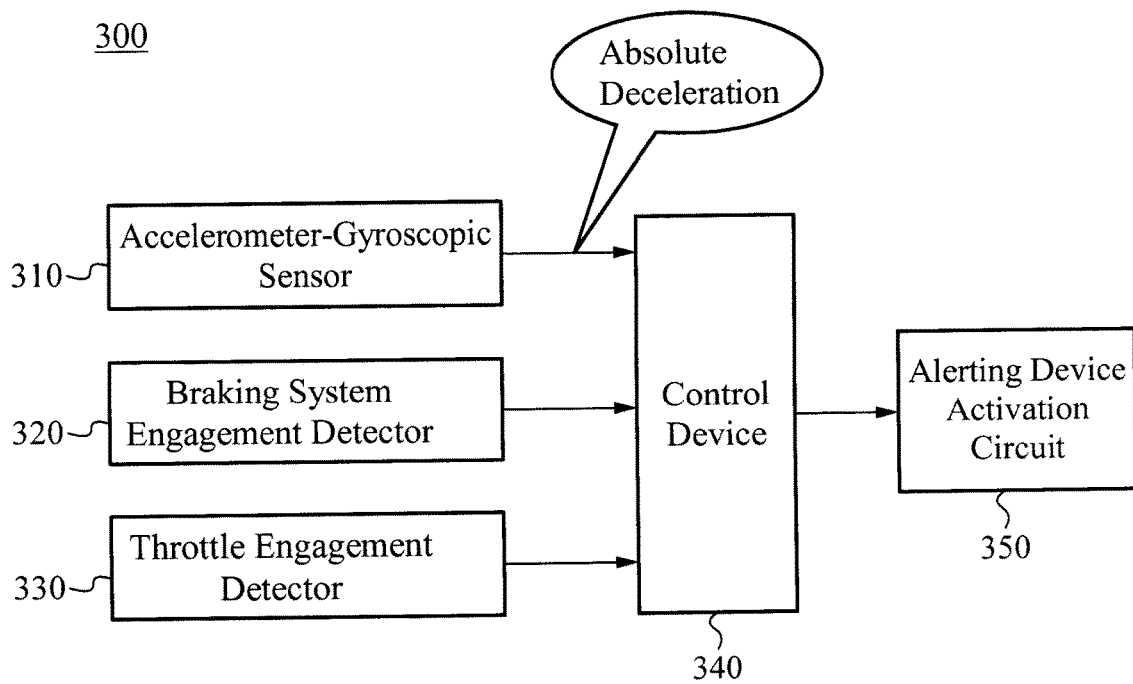 300
Absolute
Deceleration
Accelerometer-Gyroscopic
Sensor
310
Braking System
Engagement Detector
320
Throttle Engagement
Detector
330
Control
Device
340
Alerting Device
Activation
Circuit
350